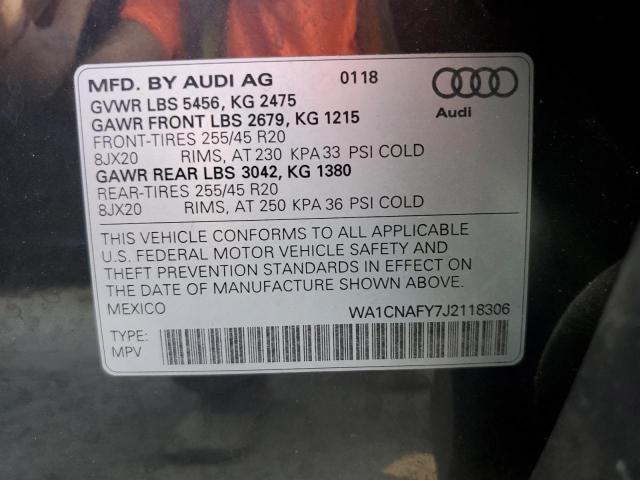 MFD. BY AUDI AG 0118
GVWR LBS 5456, KG 2475
GAWR FRONT LBS 2679, KG 1215
FRONT-TIRES 255/45 R20
8JX20 RIMS, AT 230 KPA 33 PSI COLD
GAWR REAR LBS 3042, KG 1380
REAR-TIRES 255/45 R20
8JX20 RIMS, AT 250 KPA 36 PSI COLD
Audi
THIS VEHICLE CONFORMS TO ALL APPLICABLE
U.S. FEDERAL MOTOR VEHICLE SAFETY AND
THEFT PREVENTION STANDARDS IN EFFECT ON
THE DATE OF MANUFACTURE SHOWN ABOVE.
MEXICO WA1CNAFY7J2118306
TYPE:
MPV